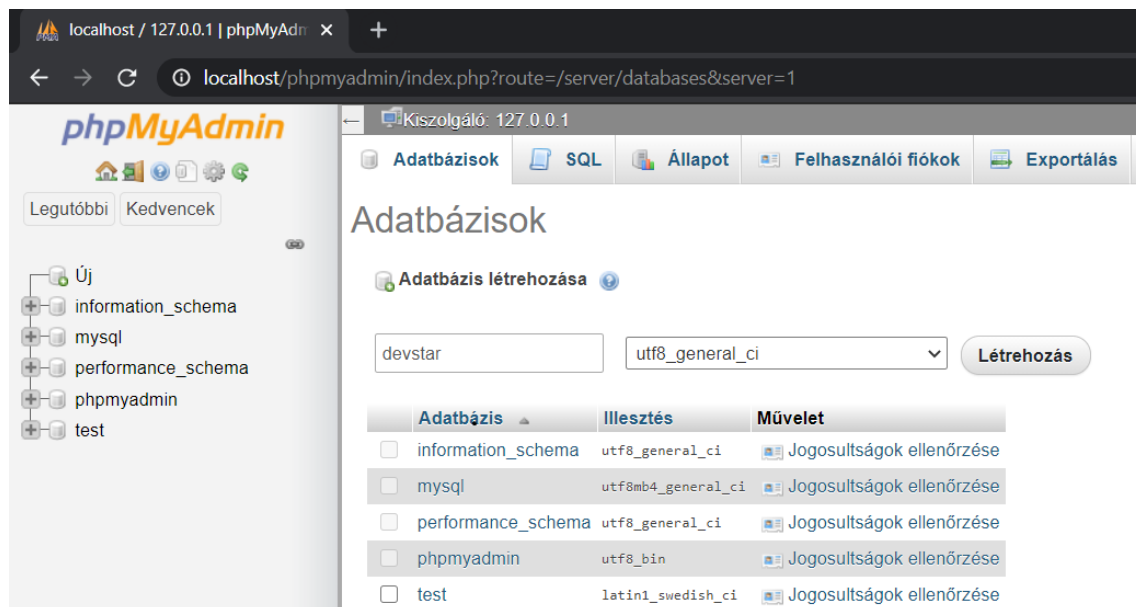 localhost / 127.0.0.1 | phpMyAdm
localhost/phpmyadmin/index.php?route=/server/databases&server=1
phpMyAdmin
Legutóbbi Kedvencek
Új
information_schema
mysql
performance_schema
phpmyadmin
test
Kiszolgáló: 127.0.0.1
Adatbázisok SQL Állapot Felhasználói fiókok Exportálás
Adatbázisok
Adatbázis létrehozása
devstar utf8_general_ci Létrehozás
Adatbázis Illesztés Művelet
information_schema utf8_general_ci Jogosultságok ellenőrzése
mysql utf8mb4_general_ci Jogosultságok ellenőrzése
performance_schema utf8_general_ci Jogosultságok ellenőrzése
phpmyadmin utf8_bin Jogosultságok ellenőrzése
test latin1_swedish_ci Jogosultságok ellenőrzése